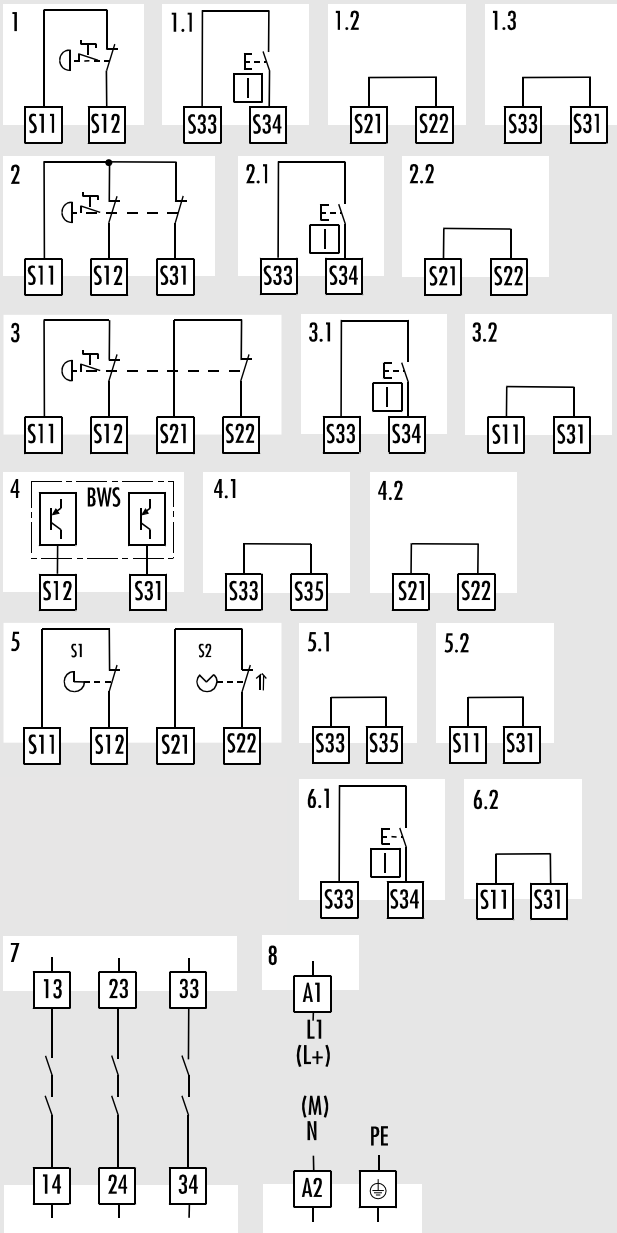 1
S11 S12
1.1
S33 S34
1.2
S21 S22
1.3
S33 S31
2
S11 S12 S31
2.1
S33 S34
2.2
S21 S22
3
S11 S12 S21 S22
3.1
S33 S34
3.2
S11 S31
4
BWS
S12 S31
4.1
S33 S35
4.2
S21 S22
5
S1 S2
S11 S12 S21 S22
5.1
S33 S35
5.2
S11 S31
6.1
S33 S34
6.2
S11 S31
7
13 23 33
14 24 34
8
A1
L1
(L+)
(M)
N
PE
A2